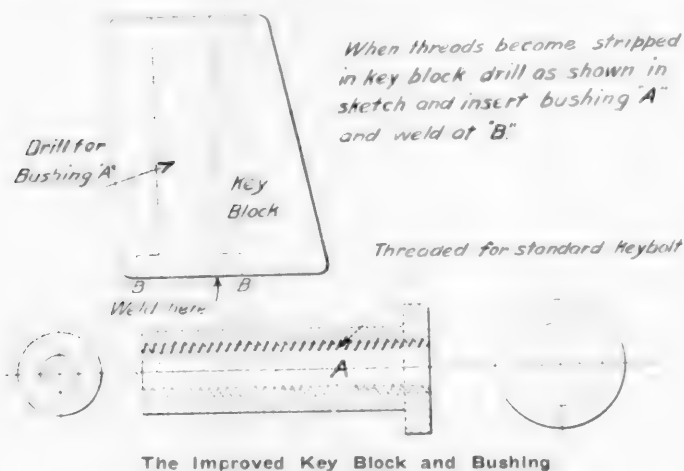 When threads become stripped
in key block drill as shown in
sketch and insert bushing "A"
and weld at "B."
Drill for
Bushing "A"
Key
Block
Threaded for standard Keybolt
B B
Weld here
A
The Improved Key Block and Bushing